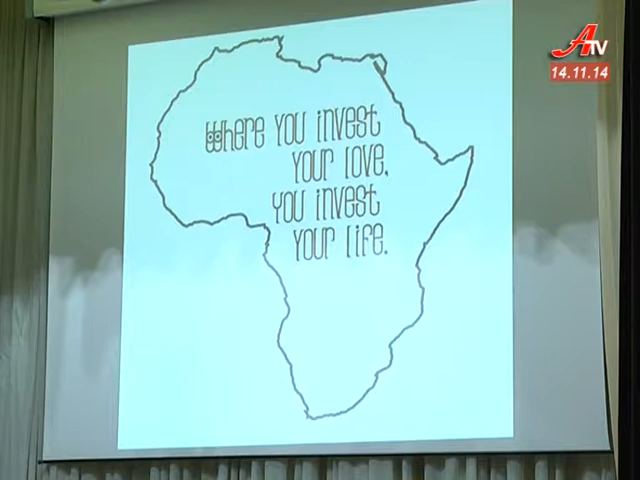 ATV
14.11.14
Where you invest
your love,
you invest
your life.